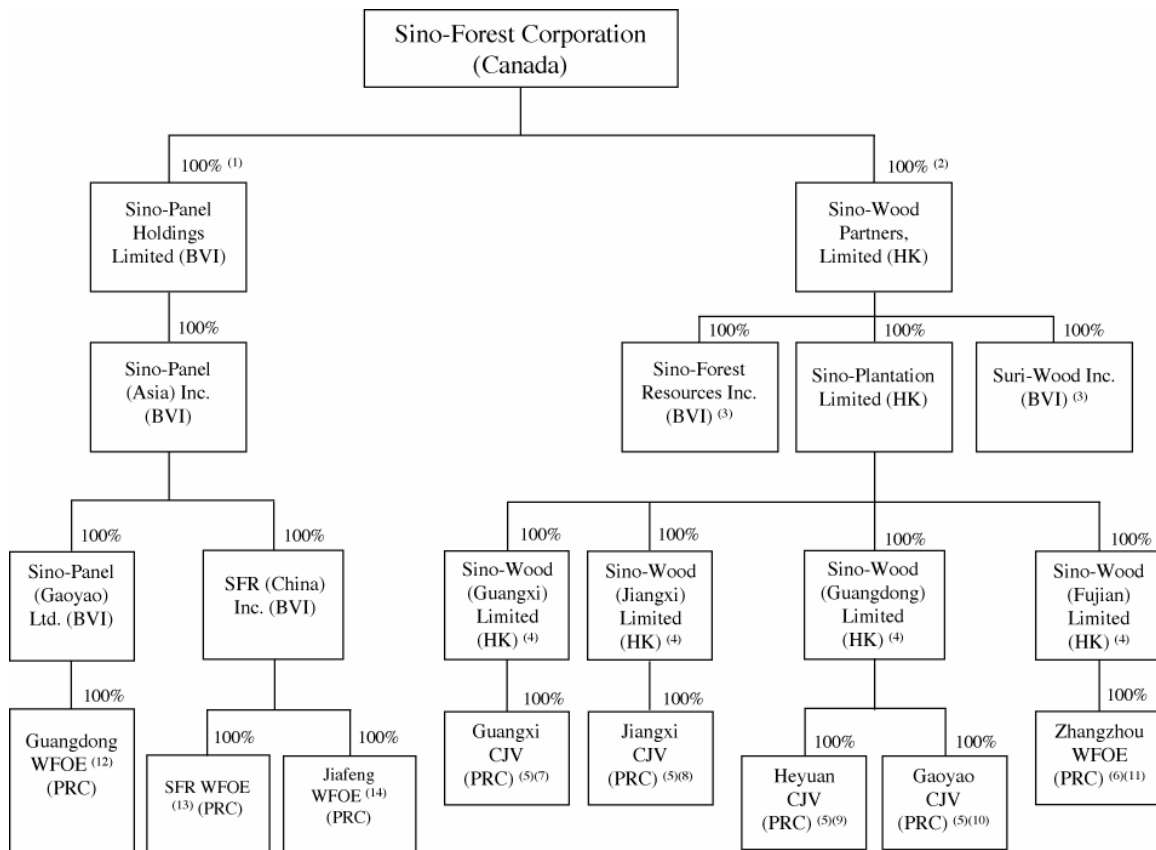 Sino-Forest Corporation
(Canada)
100% (1)
100% (2)
Sino-Panel
Holdings
Limited (BVI)
Sino-Wood
Partners,
Limited (HK)
100%
100%
100%
100%
Sino-Panel
(Asia) Inc.
(BVI)
Sino-Forest
Resources Inc.
(BVI) (3)
Sino-Plantation
Limited (HK)
Suri-Wood Inc.
(BVI) (3)
100%
100%
100%
100%
100%
100%
Sino-Panel
(Gaoyao)
Ltd. (BVI)
SFR (China)
Inc. (BVI)
Sino-Wood
(Guangxi)
Limited
(HK) (4)
Sino-Wood
(Jiangxi)
Limited
(HK) (4)
Sino-Wood
(Guangdong)
Limited
(HK) (4)
Sino-Wood
(Fujian)
Limited
(HK) (4)
100%
100%
100%
100%
Guangdong
WFOE (12)
(PRC)
100%
100%
SFR WFOE
(13) (PRC)
Jiafeng
WFOE (14)
(PRC)
Guangxi
CJV
(PRC) (5)(7)
Jiangxi
CJV
(PRC) (5)(8)
100%
100%
Heyuan
CJV
(PRC) (5)(9)
Gaoyao
CJV
(PRC) (5)(10)
Zhangzhou
WFOE
(PRC) (6)(11)